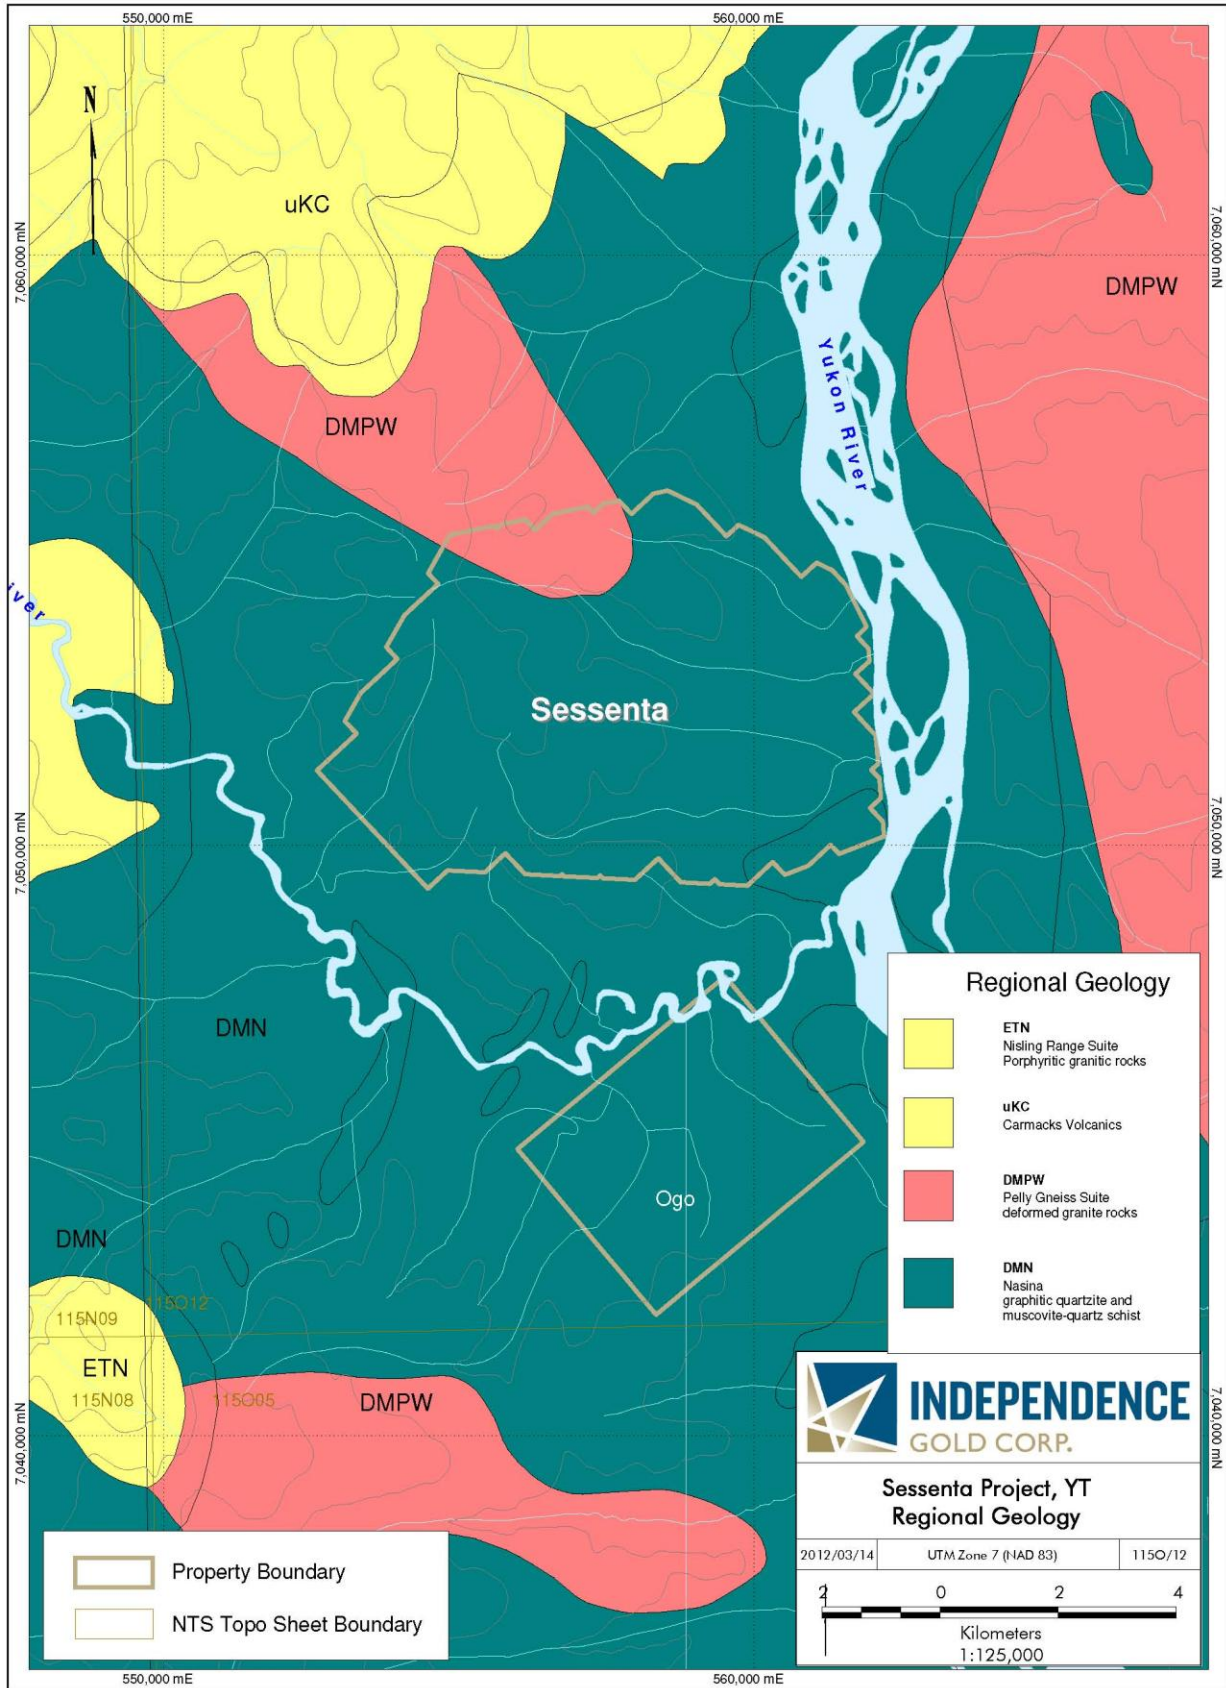 550,000 mE
560,000 mE
N
uKC
7,060,000 mN
7,060,000 mN
DMPW
Yukon River
DMPW
iver
Sessenta
7,050,000 mN
7,050,000 mN
DMN
Regional Geology
ETN
Nisling Range Suite
Porphyritic granitic rocks
uKC
Carmacks Volcanics
DMPW
Pelly Gneiss Suite
deformed granite rocks
DMN
Nasina
graphitic quartzite and
muscovite-quartz schist
Ogo
DMN
115N09
115O12
ETN
115N08
115O05
DMPW
7,040,000 mN
7,040,000 mN
INDEPENDENCE
GOLD CORP.
Sessenta Project, YT
Regional Geology
2012/03/14 UTM Zone 7 (NAD 83) 115O/12
2 0 2 4
Kilometers
1:125,000
Property Boundary
NTS Topo Sheet Boundary
550,000 mE
560,000 mE